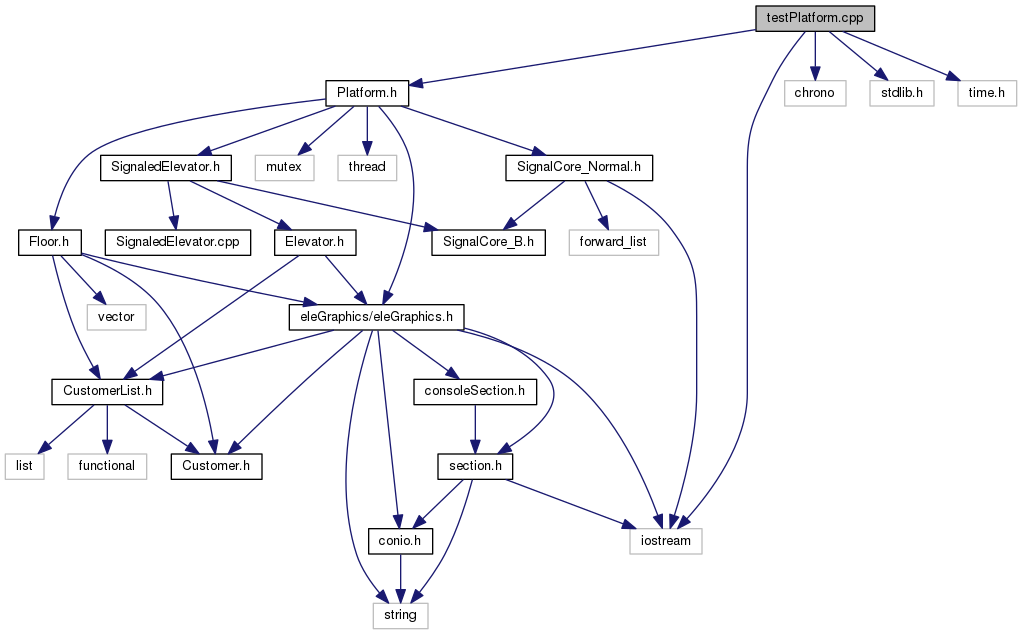 testPlatform.cpp
Platform.h
chrono
stdlib.h
time.h
SignaledElevator.h
mutex
thread
SignalCore_Normal.h
Floor.h
SignaledElevator.cpp
Elevator.h
SignalCore_B.h
forward_list
vector
eleGraphics/eleGraphics.h
CustomerList.h
consoleSection.h
list
functional
Customer.h
section.h
conio.h
iostream
string